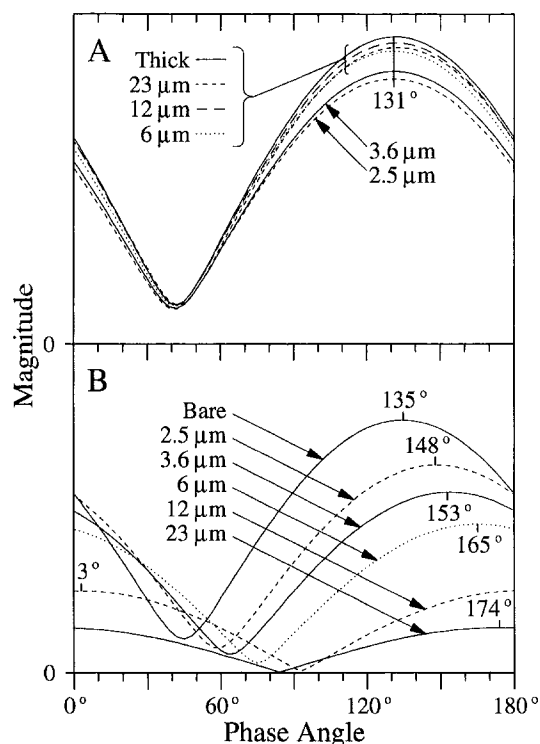 A
Thick
23 µm
12 µm
6 µm
131°
3.6 µm
2.5 µm
0
Magnitude
B
Bare
2.5 µm
3.6 µm
6 µm
12 µm
23 µm
135°
148°
153°
165°
3°
174°
0
0° 60° 120° 180°
Phase Angle